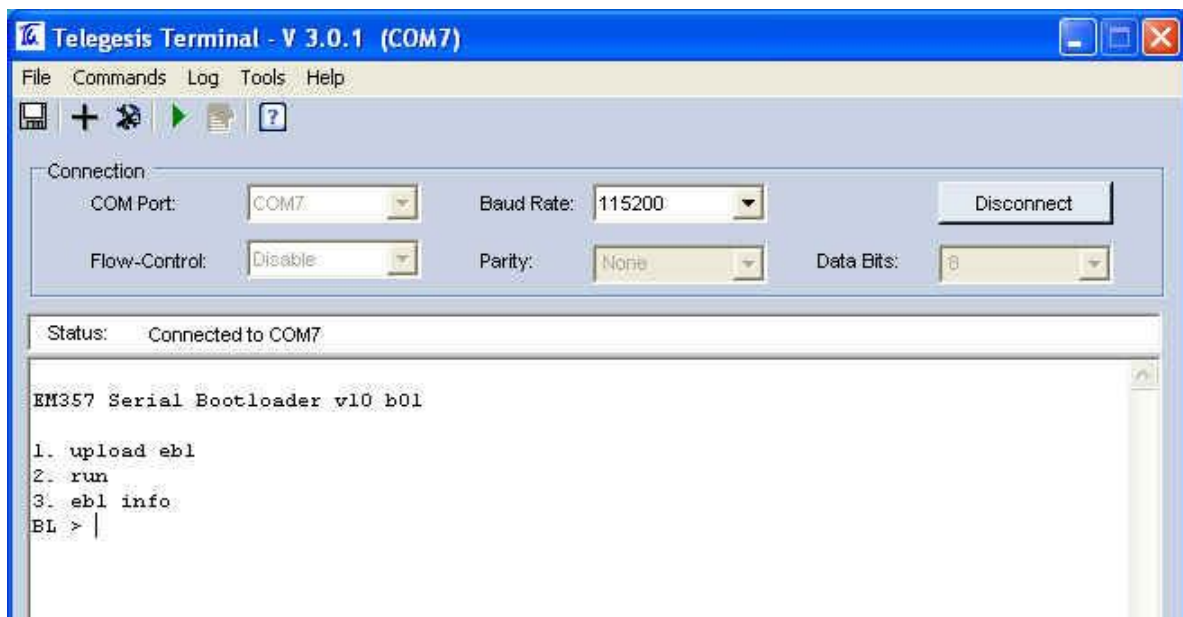 Telegesis Terminal - V 3.0.1 (COM7)
File Commands Log Tools Help
?
Connection
COM Port: COM7 Baud Rate: 115200 Disconnect
Flow-Control: Disable Parity: None Data Bits: 8
Status: Connected to COM7
EM357 Serial Bootloader v10 b01
1. upload ebl
2. run
3. ebl info
BL >